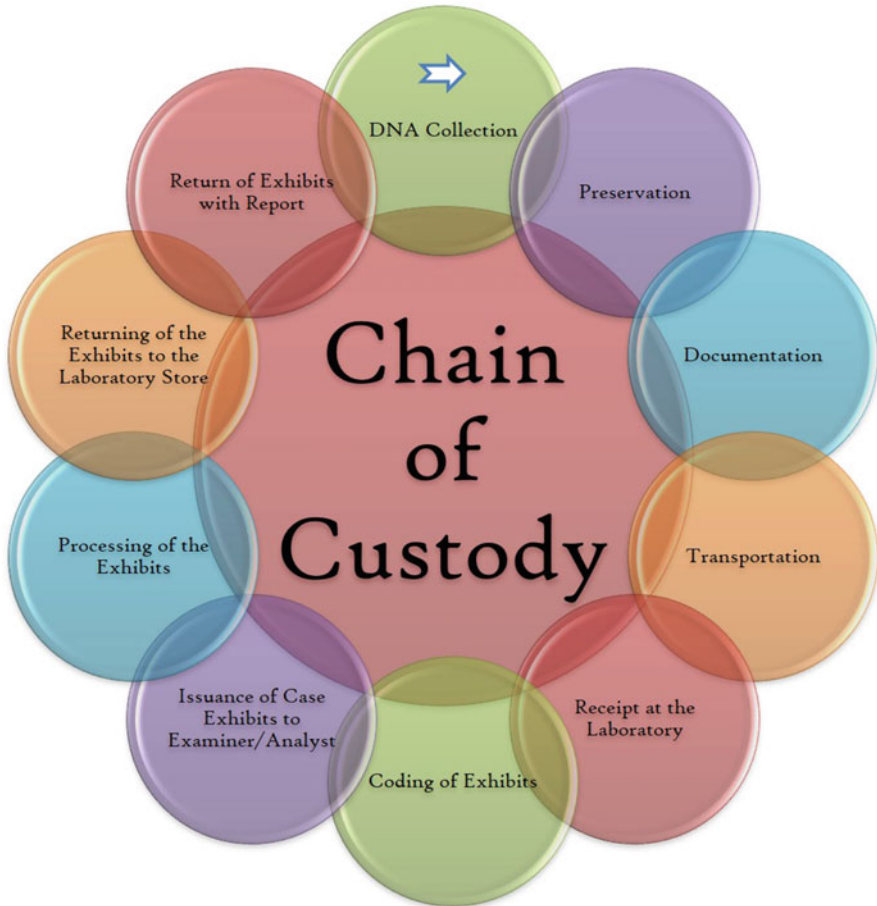 DNA Collection
Preservation
Documentation
Transportation
Receipt at the
Laboratory
Coding of Exhibits
Issuance of Case
Exhibits to
Examiner/Analyst
Processing of the
Exhibits
Returning of the
Exhibits to the
Laboratory Store
Return of Exhibits
with Report
Chain
of
Custody